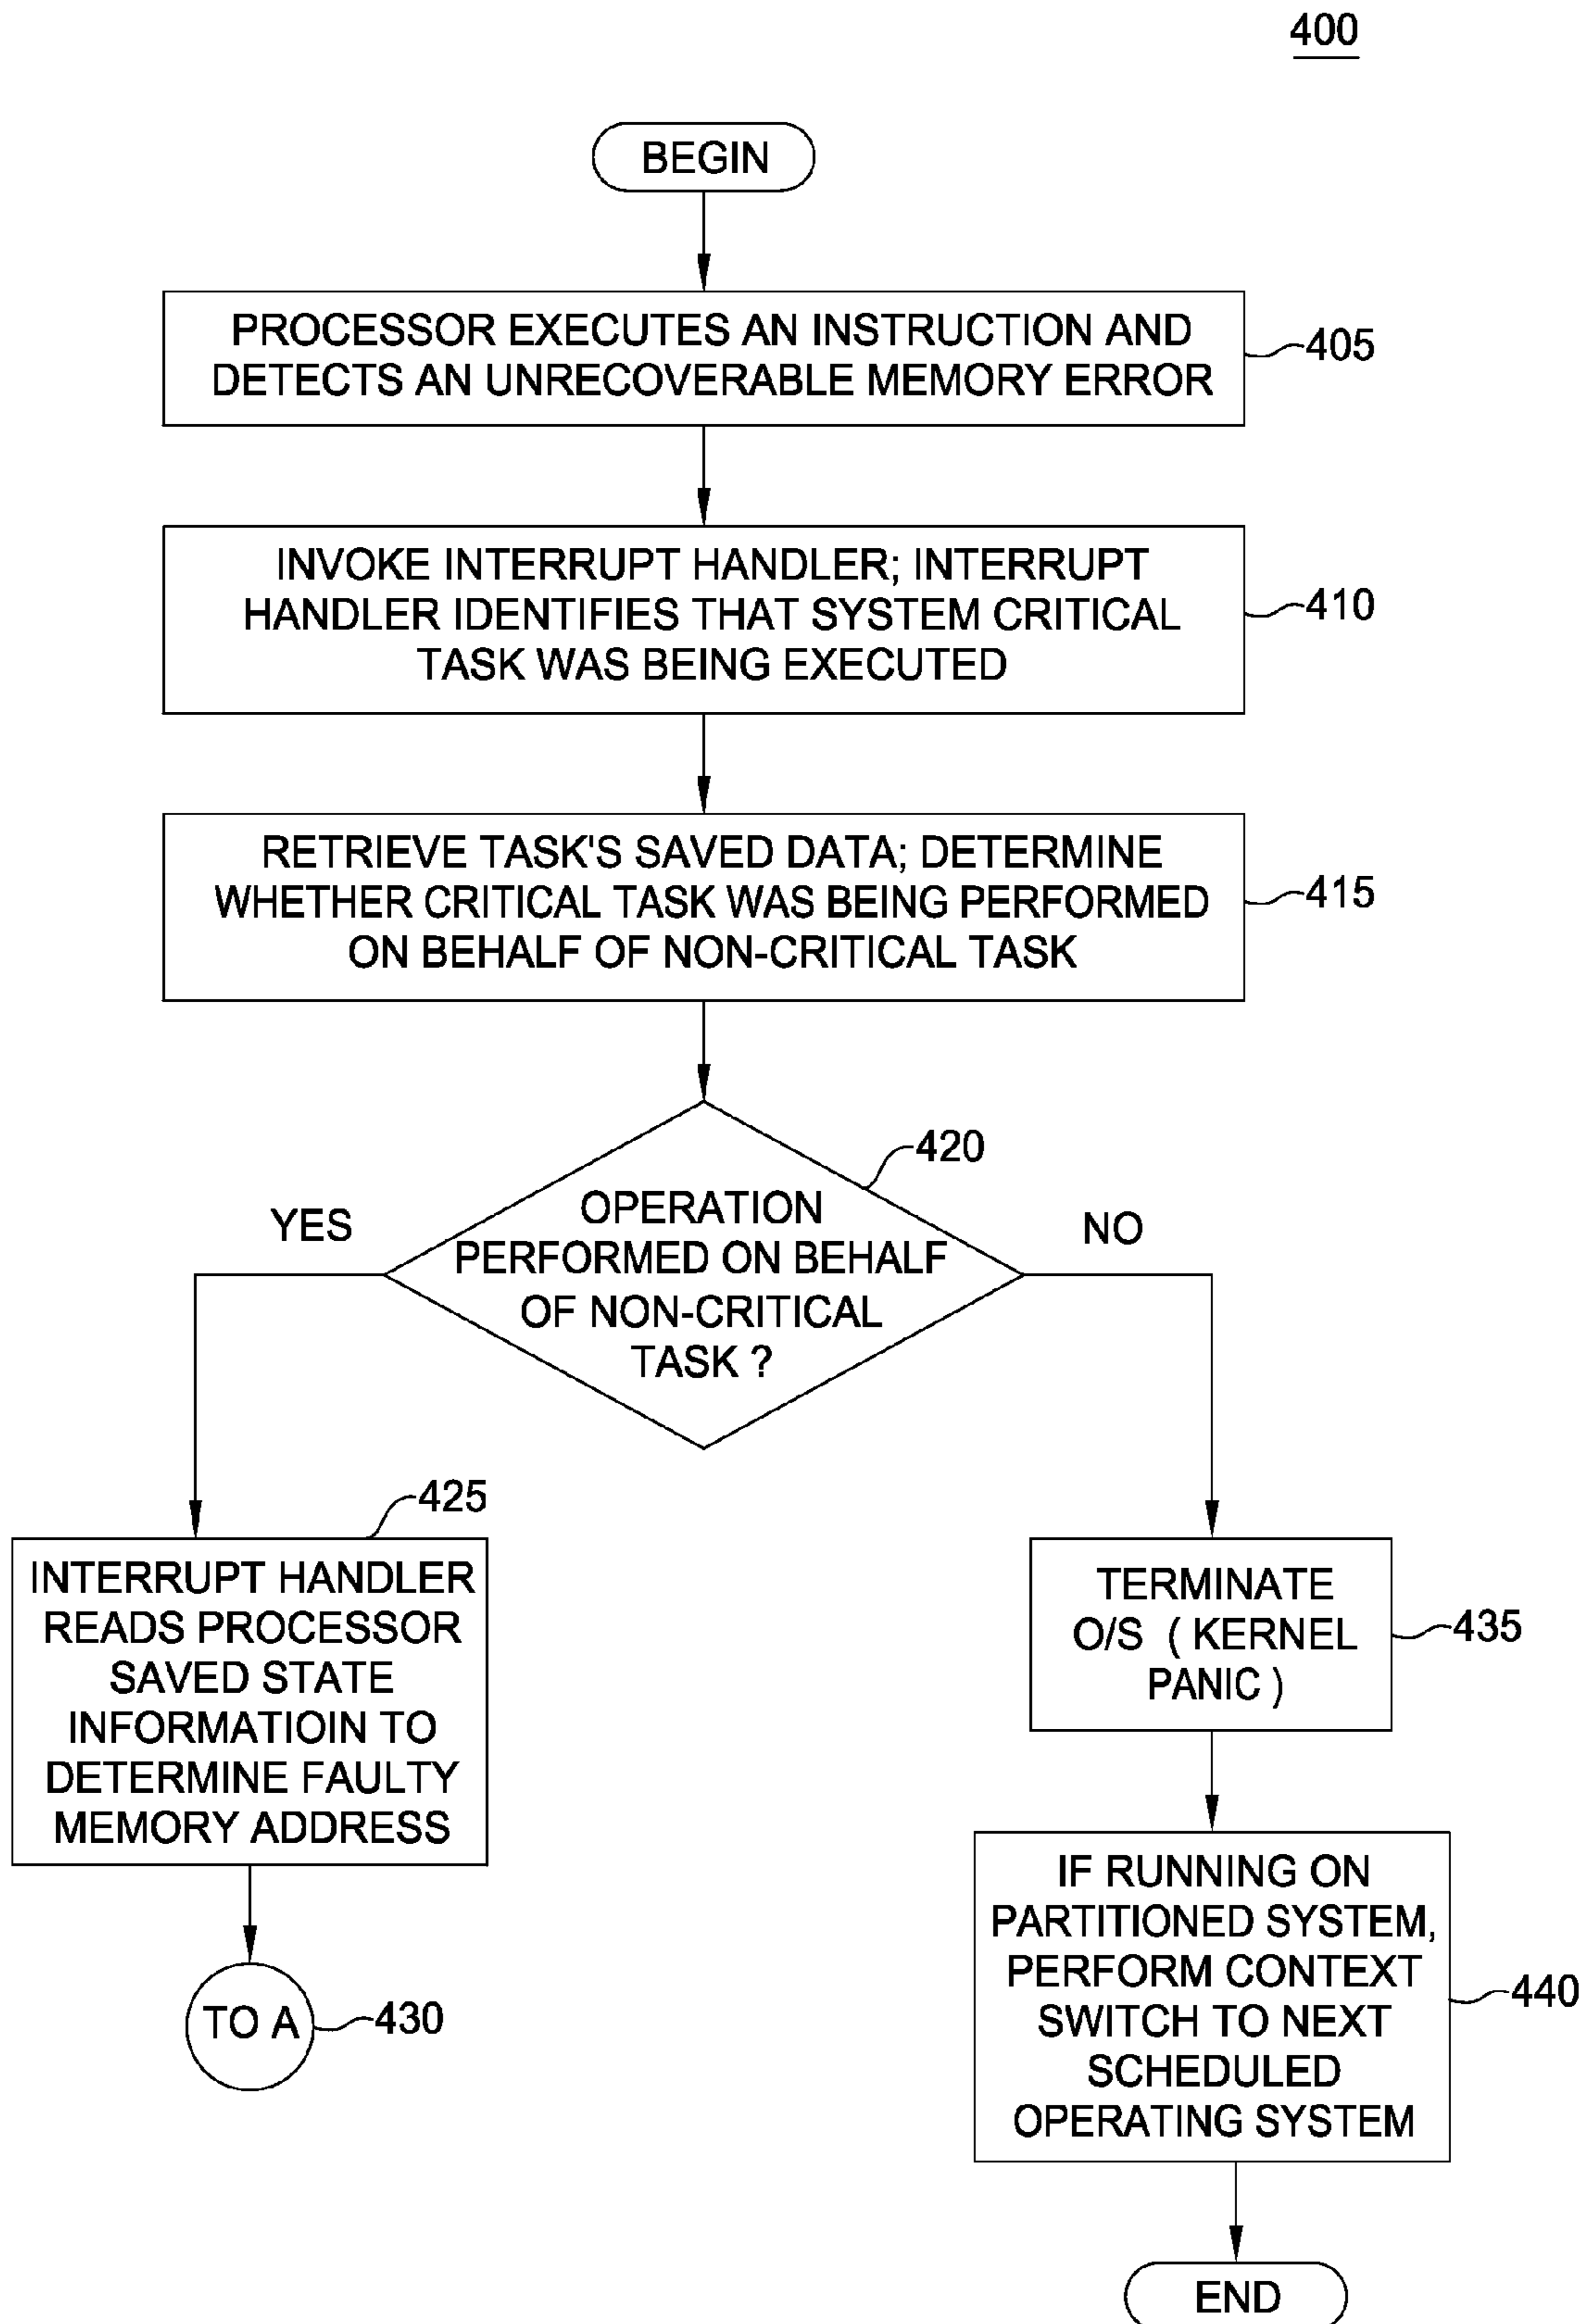 400
BEGIN
PROCESSOR EXECUTES AN INSTRUCTION AND
DETECTS AN UNRECOVERABLE MEMORY ERROR
405
INVOKE INTERRUPT HANDLER; INTERRUPT
HANDLER IDENTIFIES THAT SYSTEM CRITICAL
TASK WAS BEING EXECUTED
410
RETRIEVE TASK'S SAVED DATA; DETERMINE
WHETHER CRITICAL TASK WAS BEING PERFORMED
ON BEHALF OF NON-CRITICAL TASK
415
420
OPERATION
PERFORMED ON BEHALF
OF NON-CRITICAL
TASK ?
YES
NO
425
INTERRUPT HANDLER
READS PROCESSOR
SAVED STATE
INFORMATIOIN TO
DETERMINE FAULTY
MEMORY ADDRESS
TO A
430
TERMINATE
O/S ( KERNEL
PANIC )
435
IF RUNNING ON
PARTITIONED SYSTEM,
PERFORM CONTEXT
SWITCH TO NEXT
SCHEDULED
OPERATING SYSTEM
440
END